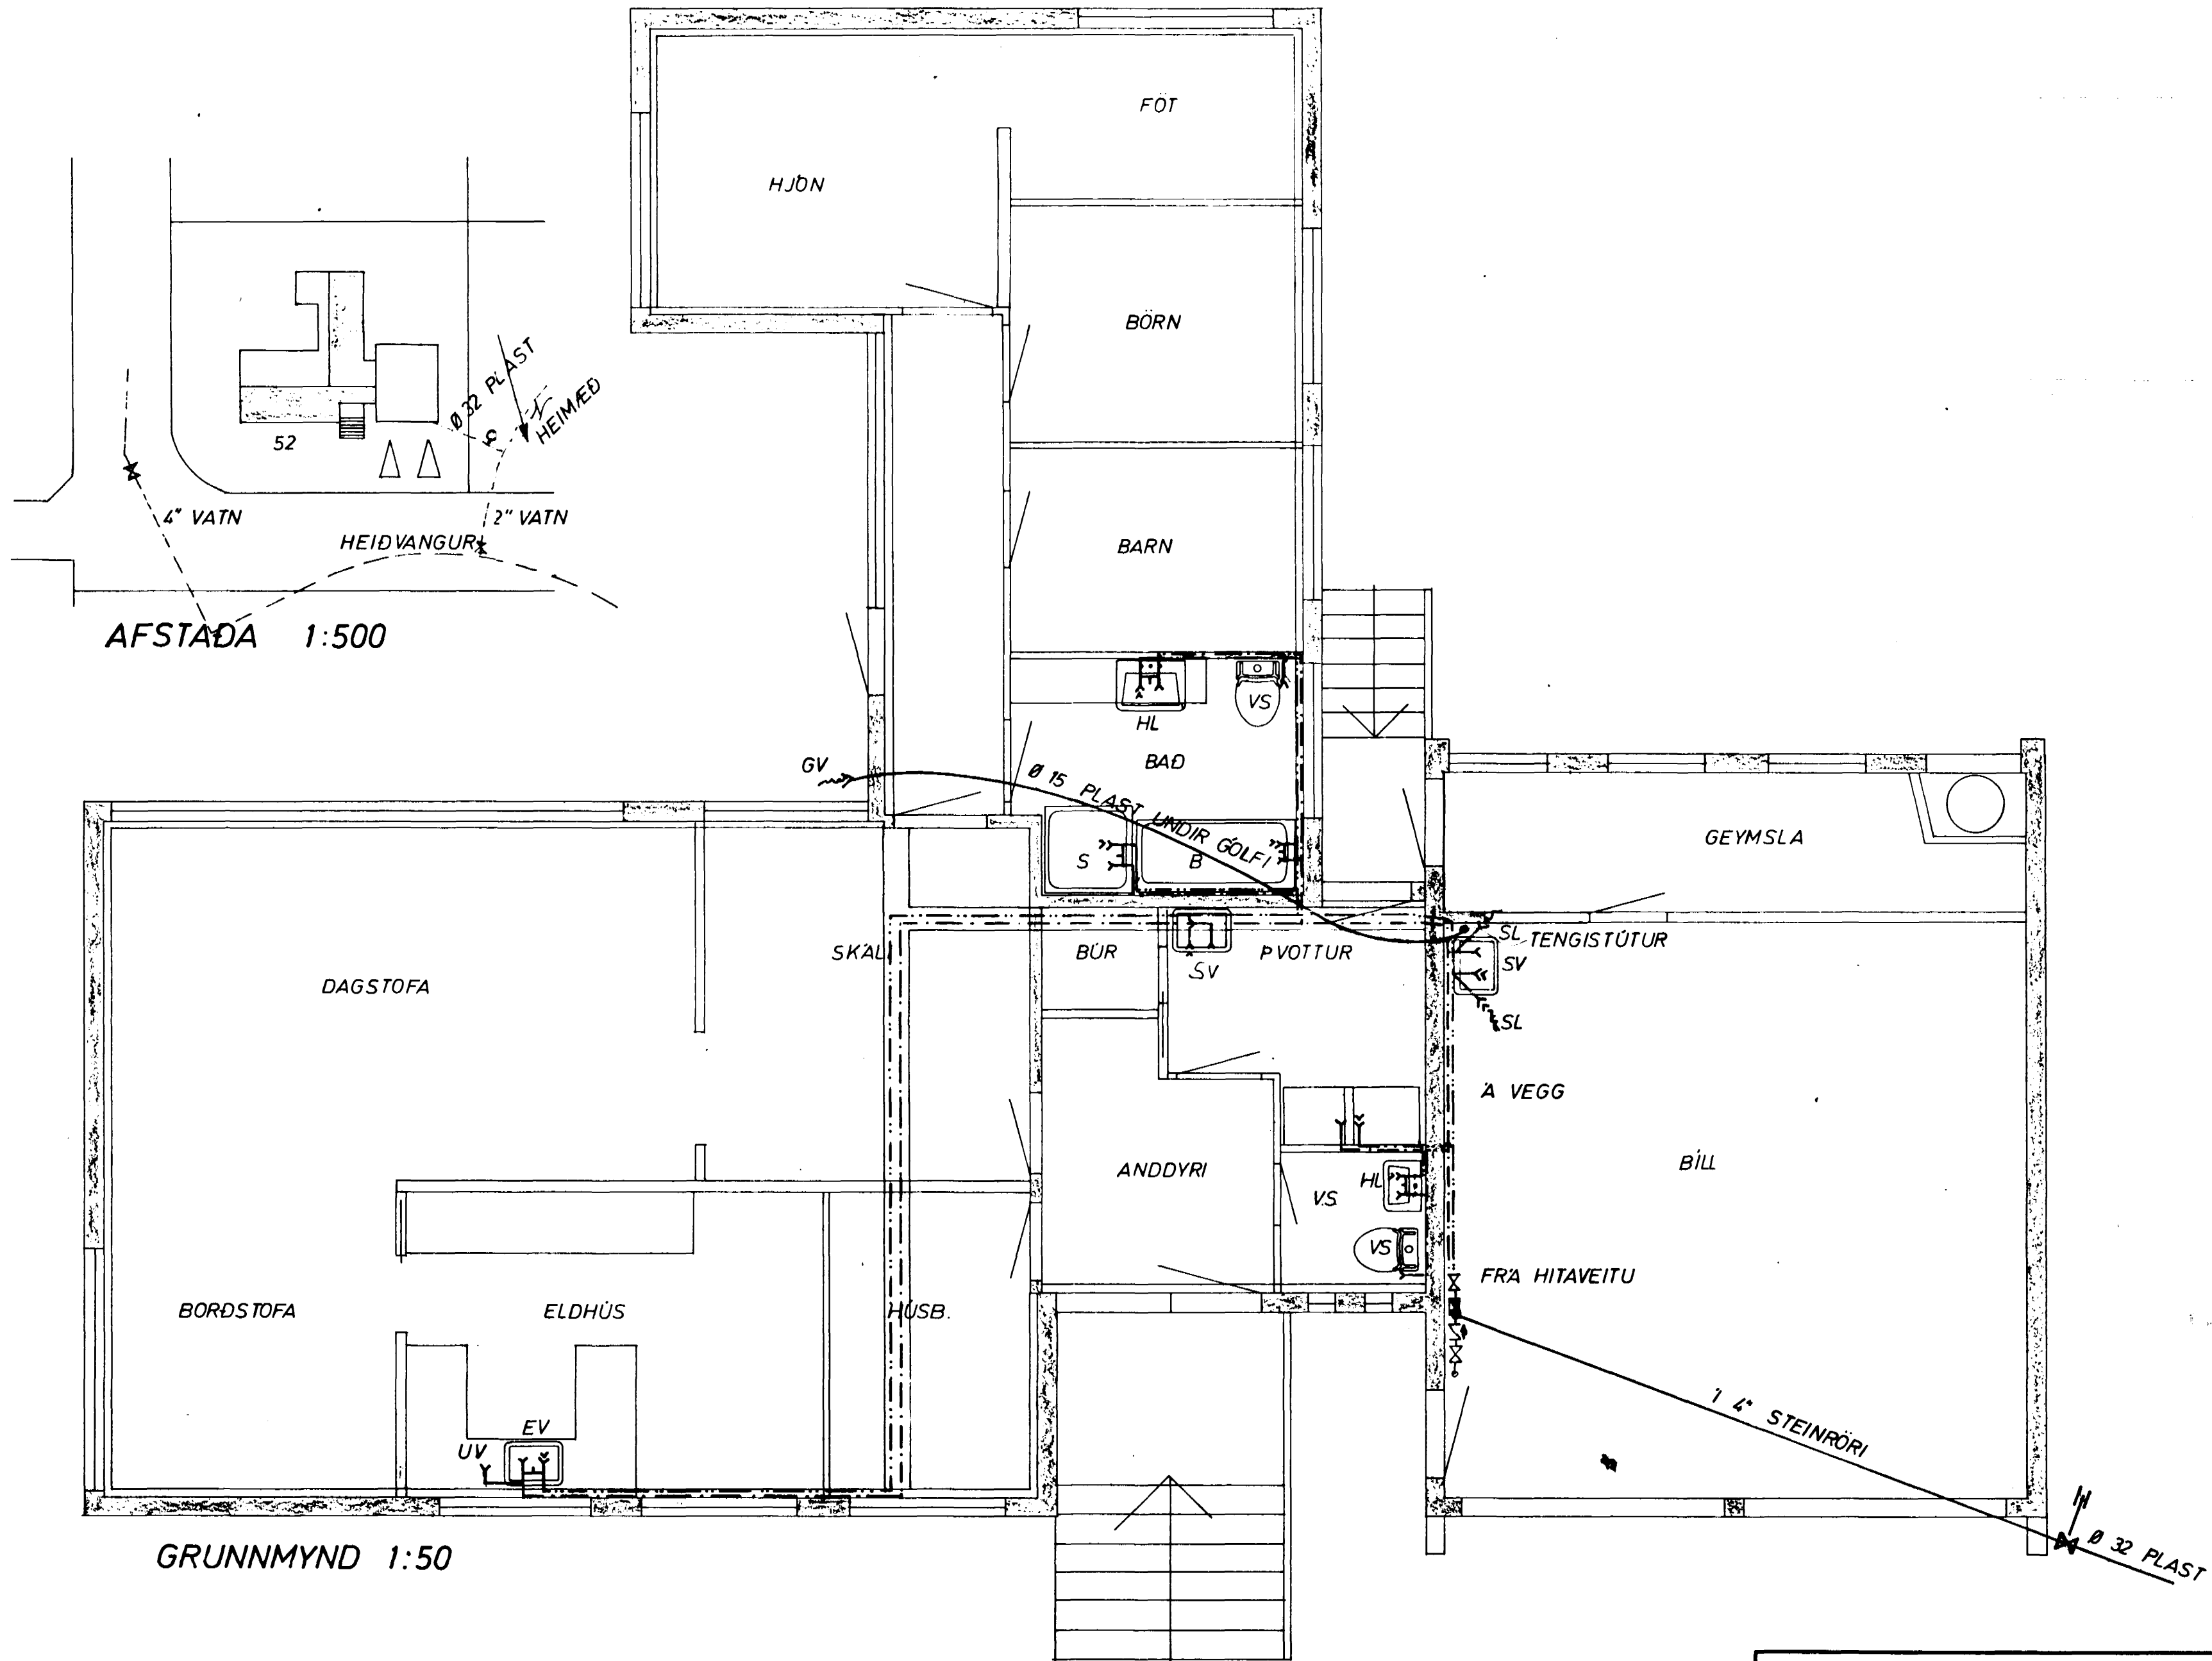 FÖT
HJÓN
BÖRN
BARN
Ø 32 PLAST
HEIMÆÐ
52
4" VATN
2" VATN
HEIÐVANGUR
AFSTAÐA 1:500
HL
VS
BAÐ
GV
Ø 15 PLAST UNDIR GÓLFI
S
B
GEYMSLA
SKÁLI
BÚR
SV
ÞVOTTUR
SL
TENGISTÚTUR
SV
SL
DAGSTOFA
Á VEGG
ANDDYRI
V.S.
HL
VS
BÍLL
FRÁ HITAVEITU
BORÐSTOFA
ELDHÚS
HÚSB.
EV
UV
Í 4" STEINRÖRI
Ø 32 PLAST
GRUNNMYND 1:50